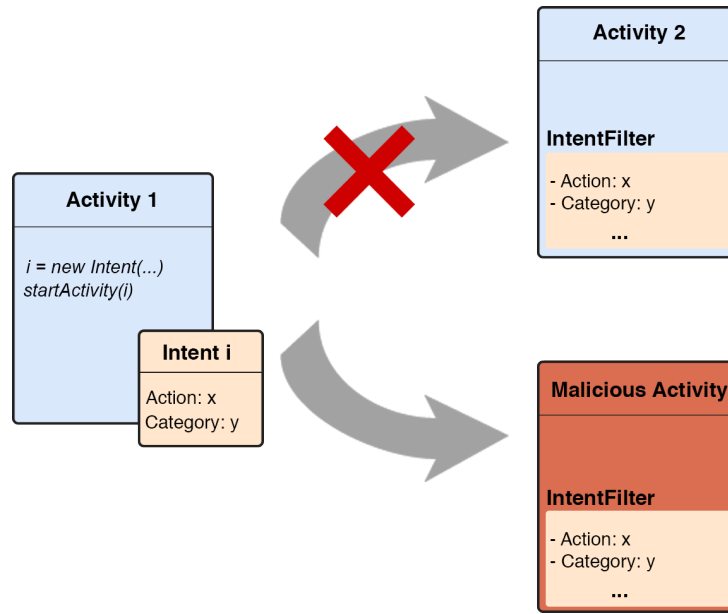 Activity 1
i = new Intent(...)
startActivity(i)
Intent i
Action: x
Category: y
Activity 2
IntentFilter
- Action: x
- Category: y
...
Malicious Activity
IntentFilter
- Action: x
- Category: y
...